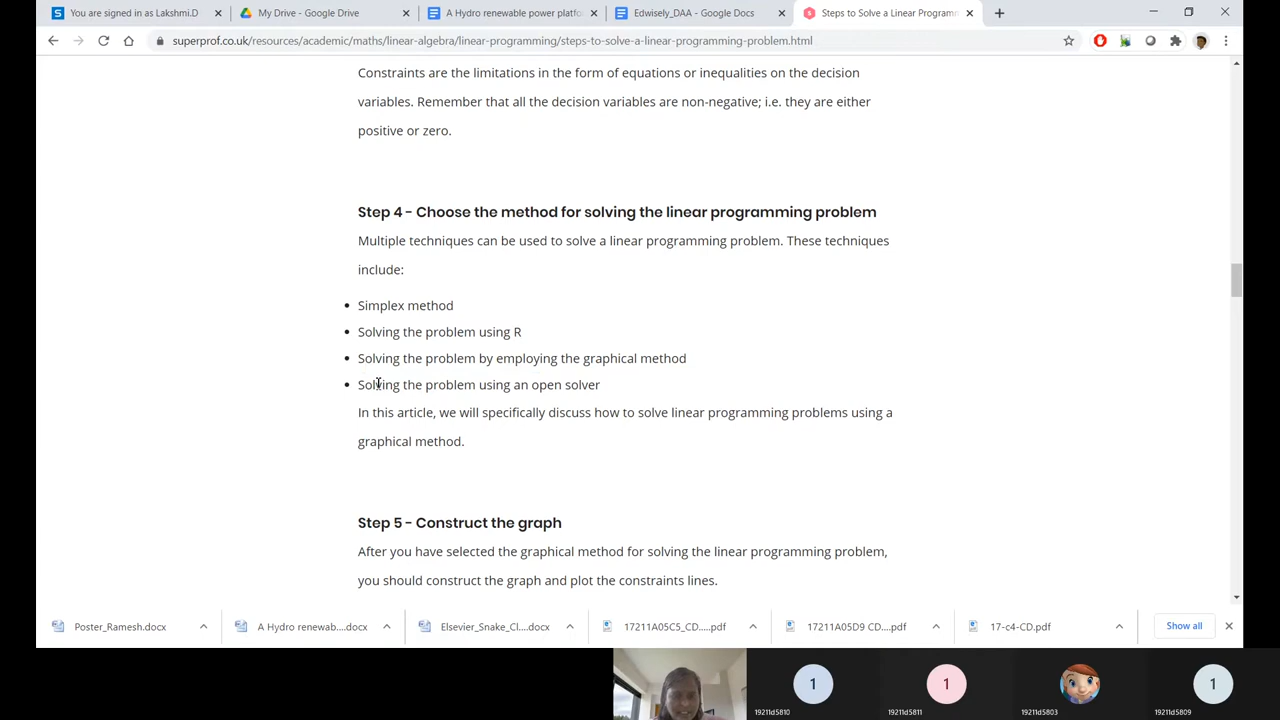 You are signed in as Lakshmi.D
My Drive - Google Drive
A Hydro renewable power platfo
Edwisely_DAA - Google Docs
Steps to Solve a Linear Programm
superprof.co.uk/resources/academic/maths/linear-algebra/linear-programming/steps-to-solve-a-linear-programming-problem.html
Constraints are the limitations in the form of equations or inequalities on the decision
variables. Remember that all the decision variables are non-negative; i.e. they are either
positive or zero.
Step 4 - Choose the method for solving the linear programming problem
Multiple techniques can be used to solve a linear programming problem. These techniques
include:
• Simplex method
• Solving the problem using R
• Solving the problem by employing the graphical method
• Solving the problem using an open solver
In this article, we will specifically discuss how to solve linear programming problems using a
graphical method.
Step 5 - Construct the graph
After you have selected the graphical method for solving the linear programming problem,
you should construct the graph and plot the constraints lines.
Poster_Ramesh.docx
A Hydro renewab....docx
Elsevier_Snake_Cl....docx
17211A05C5_CD.....pdf
17211A05D9 CD....pdf
17-c4-CD.pdf
Show all
1
1
1
19211d5810
19211d5811
19211d5803
19211d5809